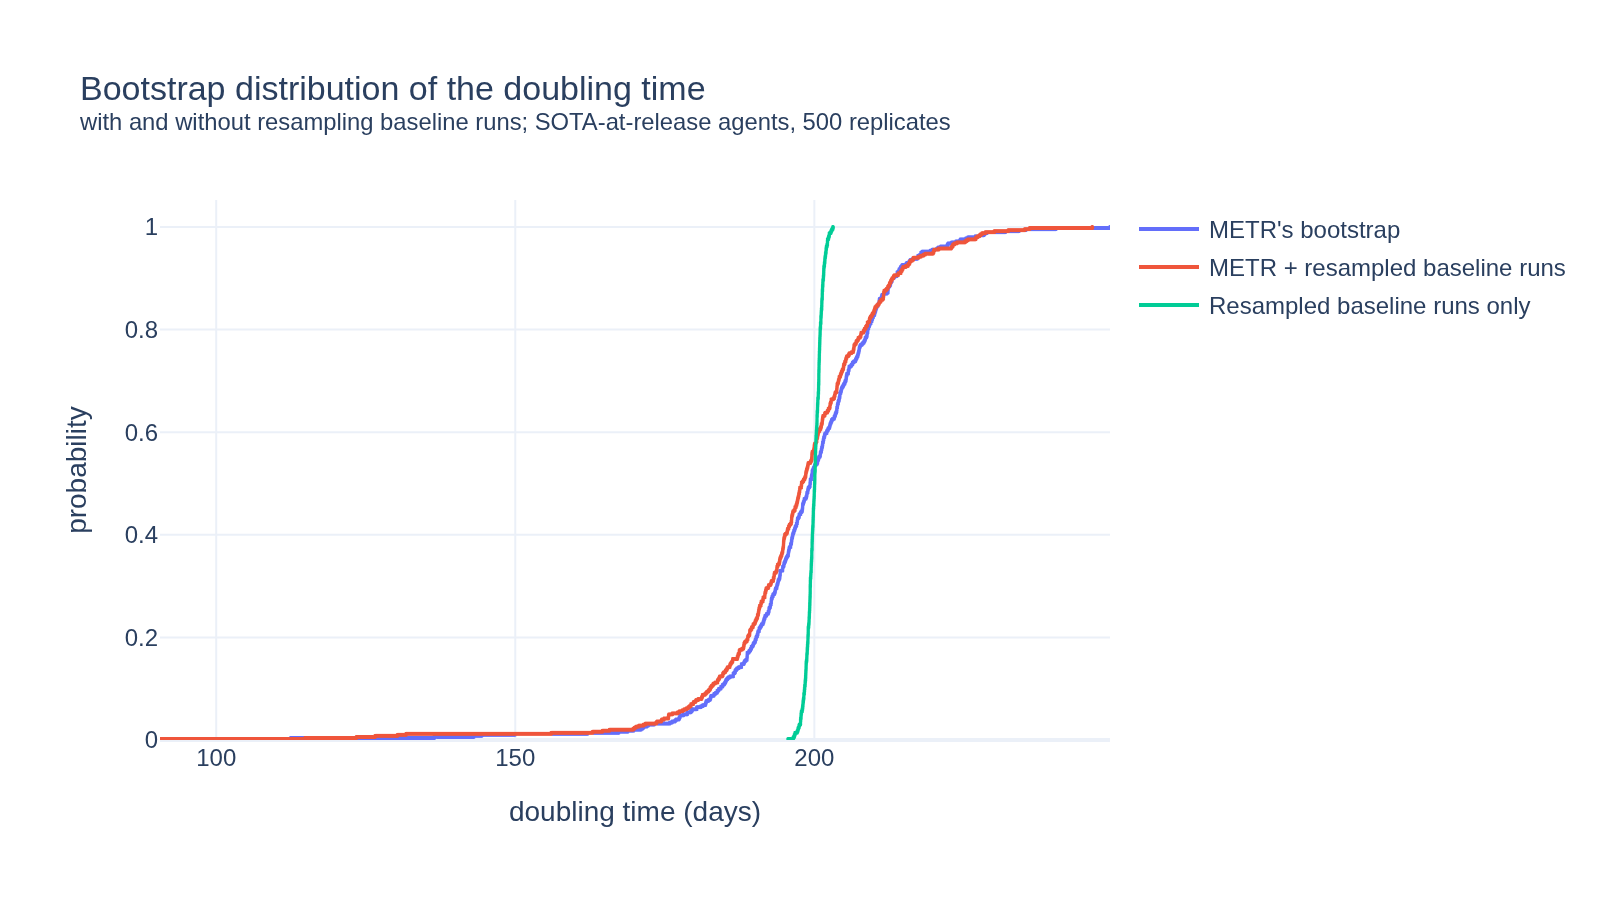 Bootstrap distribution of the doubling time
with and without resampling baseline runs; SOTA-at-release agents, 500 replicates
METR's bootstrap
METR + resampled baseline runs
Resampled baseline runs only
probability
1
0.8
0.6
0.4
0.2
0
100
150
200
doubling time (days)